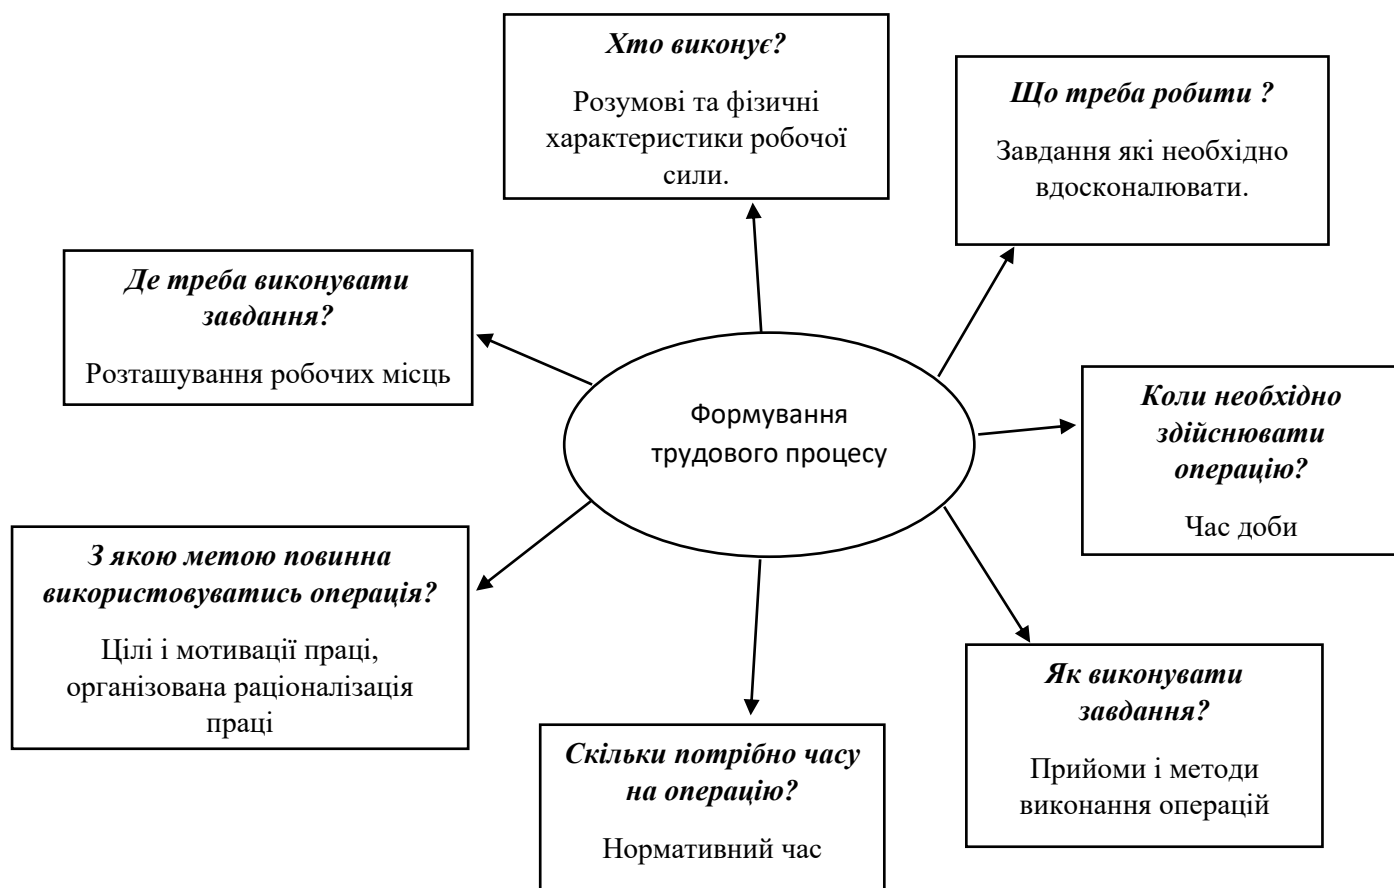 Хто виконує?
Розумові та фізичні
характеристики робочої
сили.
Що треба робити ?
Завдання які необхідно
вдосконалювати.
Де треба виконувати
завдання?
Розташування робочих місць
Формування
трудового процесу
Коли необхідно
здійснювати
операцію?
Час доби
З якою метою повинна
використовуватись операція?
Цілі і мотивації праці,
організована раціоналізація
праці
Скільки потрібно часу
на операцію?
Нормативний час
Як виконувати
завдання?
Прийоми і методи
виконання операцій